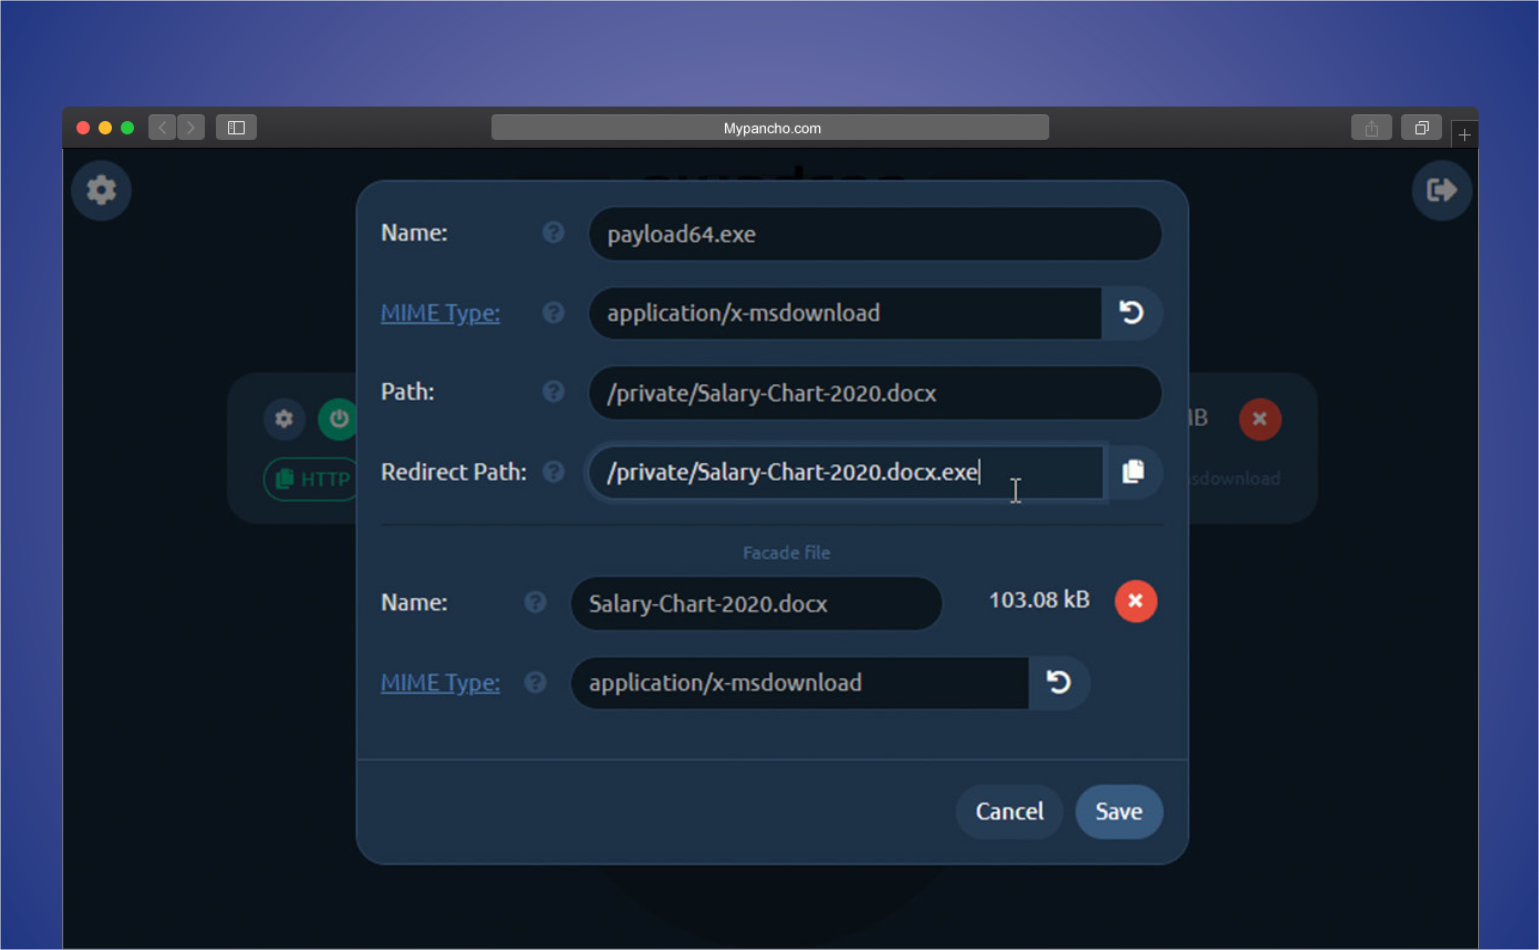 Mypancho.com
Name:
payload64.exe
MIME Type:
application/x-msdownload
Path:
/private/Salary-Chart-2020.docx
Redirect Path:
/private/Salary-Chart-2020.docx.exe
HTTP
Facade file
Name:
Salary-Chart-2020.docx
103.08 kB
MIME Type:
application/x-msdownload
Cancel
Save